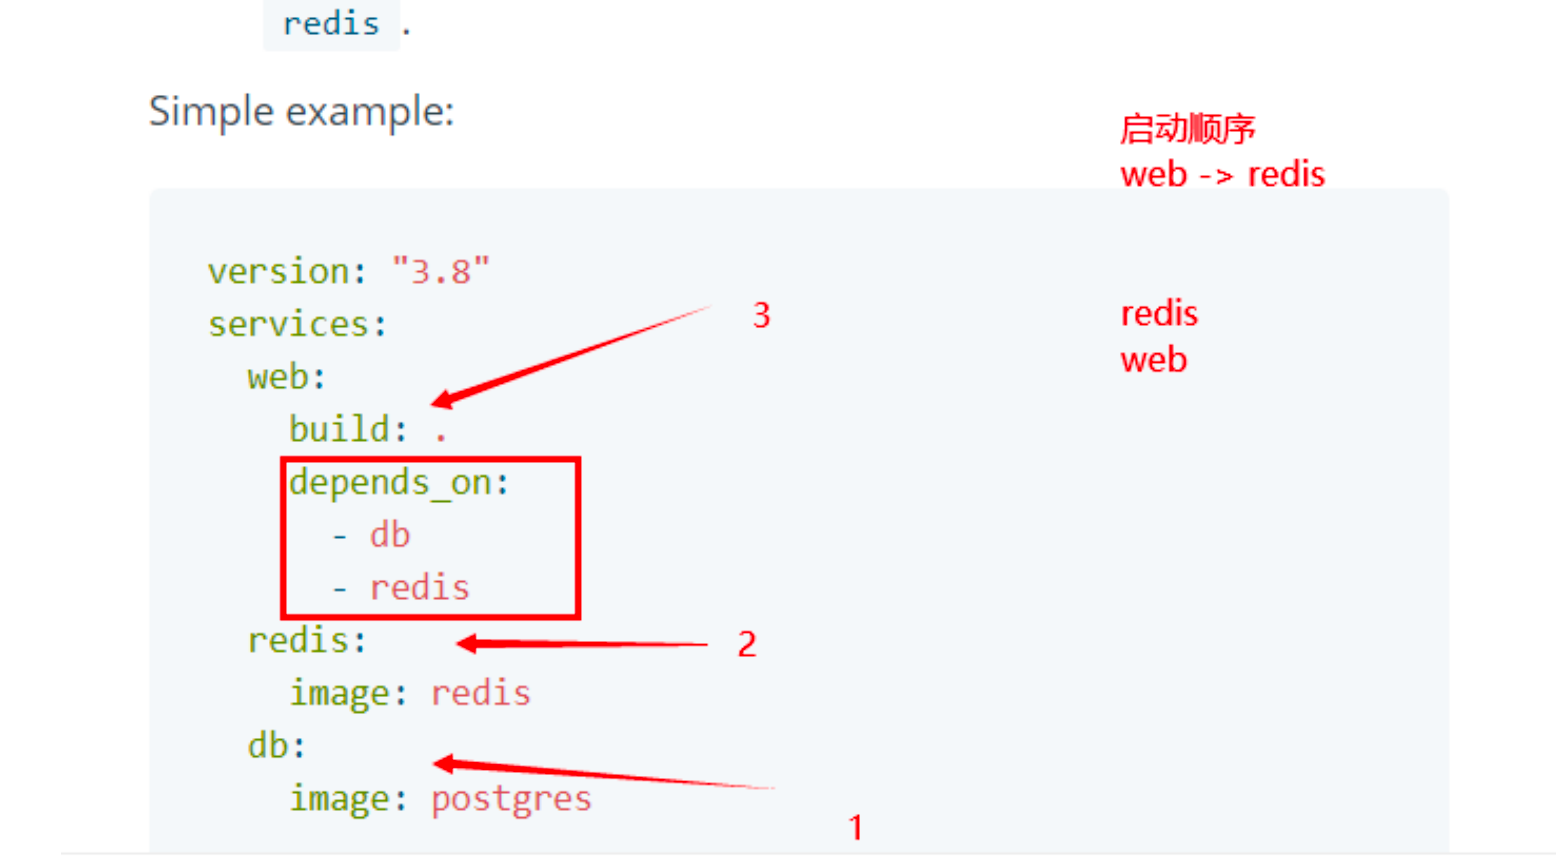 redis .
Simple example:
启动顺序
web -> redis
version: "3.8"
services:
3
redis
web:
web
build: .
depends_on:
- db
- redis
redis:
2
image: redis
db:
image: postgres
1